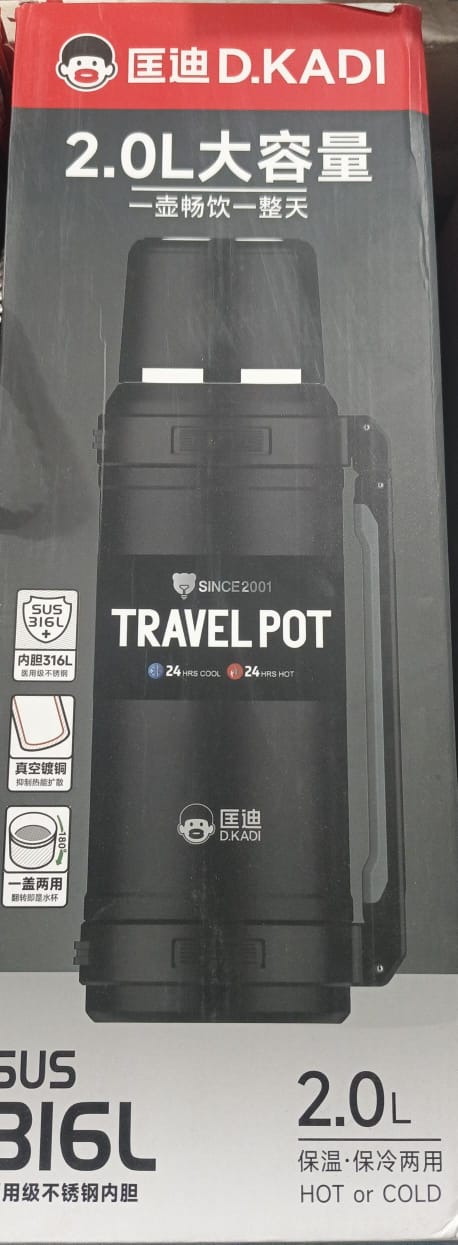 匡迪 D.KADI
2.0L大容量
一壶畅饮一整天
SINCE2001
TRAVEL POT
24 HRS COOL 24 HRS HOT
SUS
316L
+
内胆316L
医用级不锈钢
真空镀铜
抑制热能扩散
180°
一盖两用
翻转即是水杯
匡迪
D.KADI
SUS
316L
用级不锈钢内胆
2.0L
保温·保冷两用
HOT or COLD